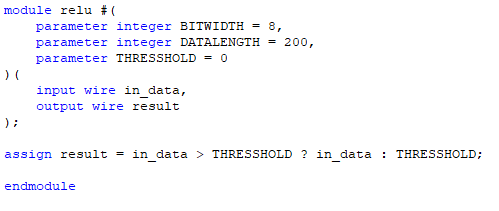 module relu #(
    parameter integer BITWIDTH = 8,
    parameter integer DATALENGTH = 200,
    parameter THRESSHOLD = 0
)(
    input wire in_data,
    output wire result
);
assign result = in_data > THRESSHOLD ? in_data : THRESSHOLD;
endmodule